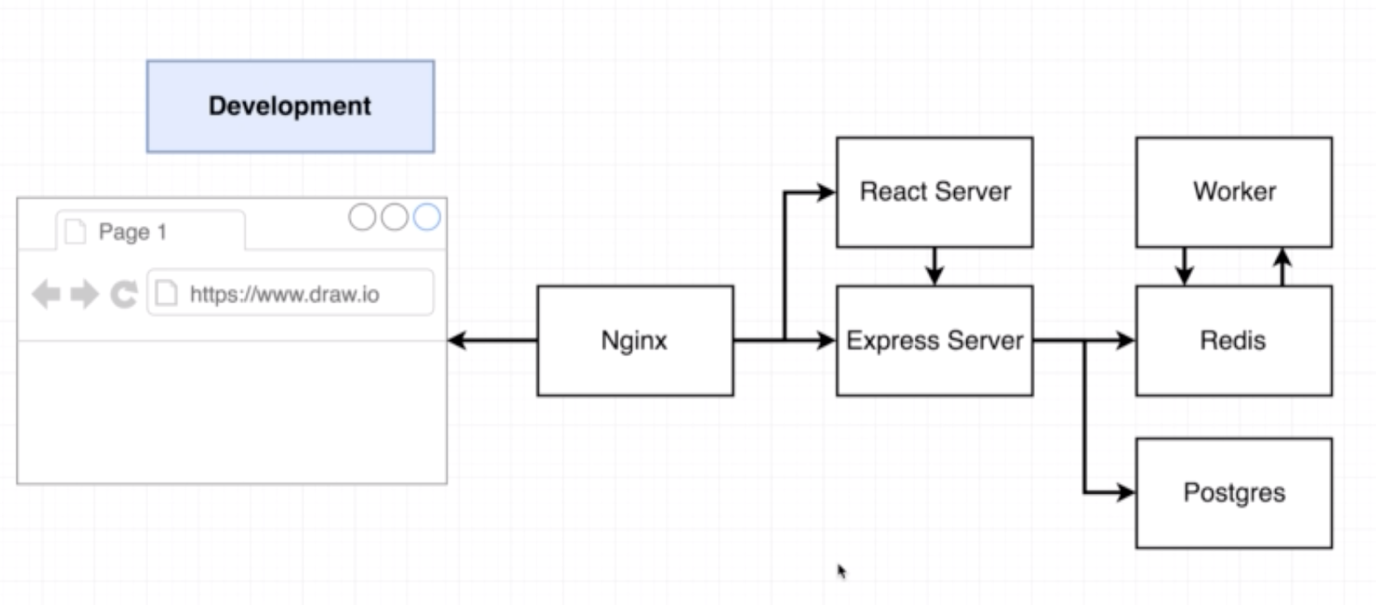 Development
Page 1
https://www.draw.io
Nginx
React Server
Express Server
Worker
Redis
Postgres